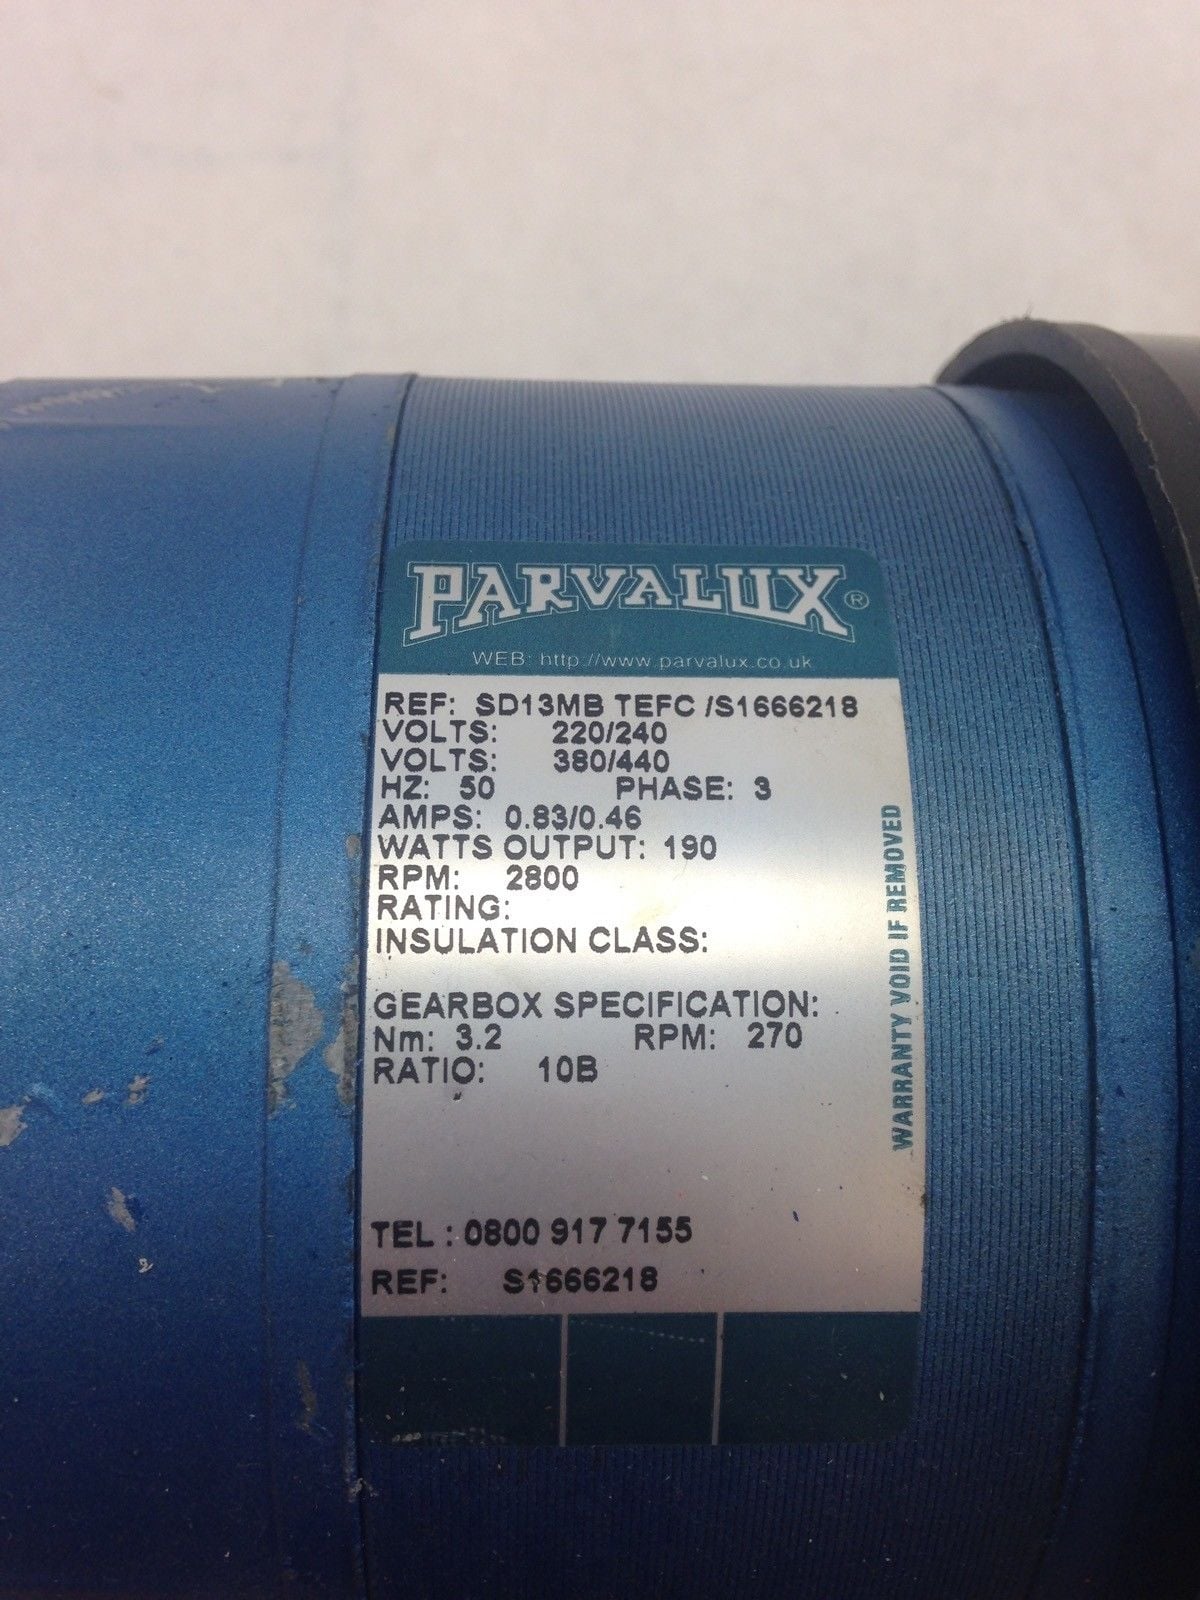 PARVALUX®
WEB: http://www.parvalux.co.uk
REF: SD13MB TEFC /S1666218
VOLTS: 220/240
VOLTS: 380/440
HZ: 50 PHASE: 3
AMPS: 0.83/0.46
WATTS OUTPUT: 190
RPM: 2800
RATING:
INSULATION CLASS:
GEARBOX SPECIFICATION:
Nm: 3.2 RPM: 270
RATIO: 10B
TEL : 0800 917 7155
REF: S1666218
WARRANTY VOID IF REMOVED